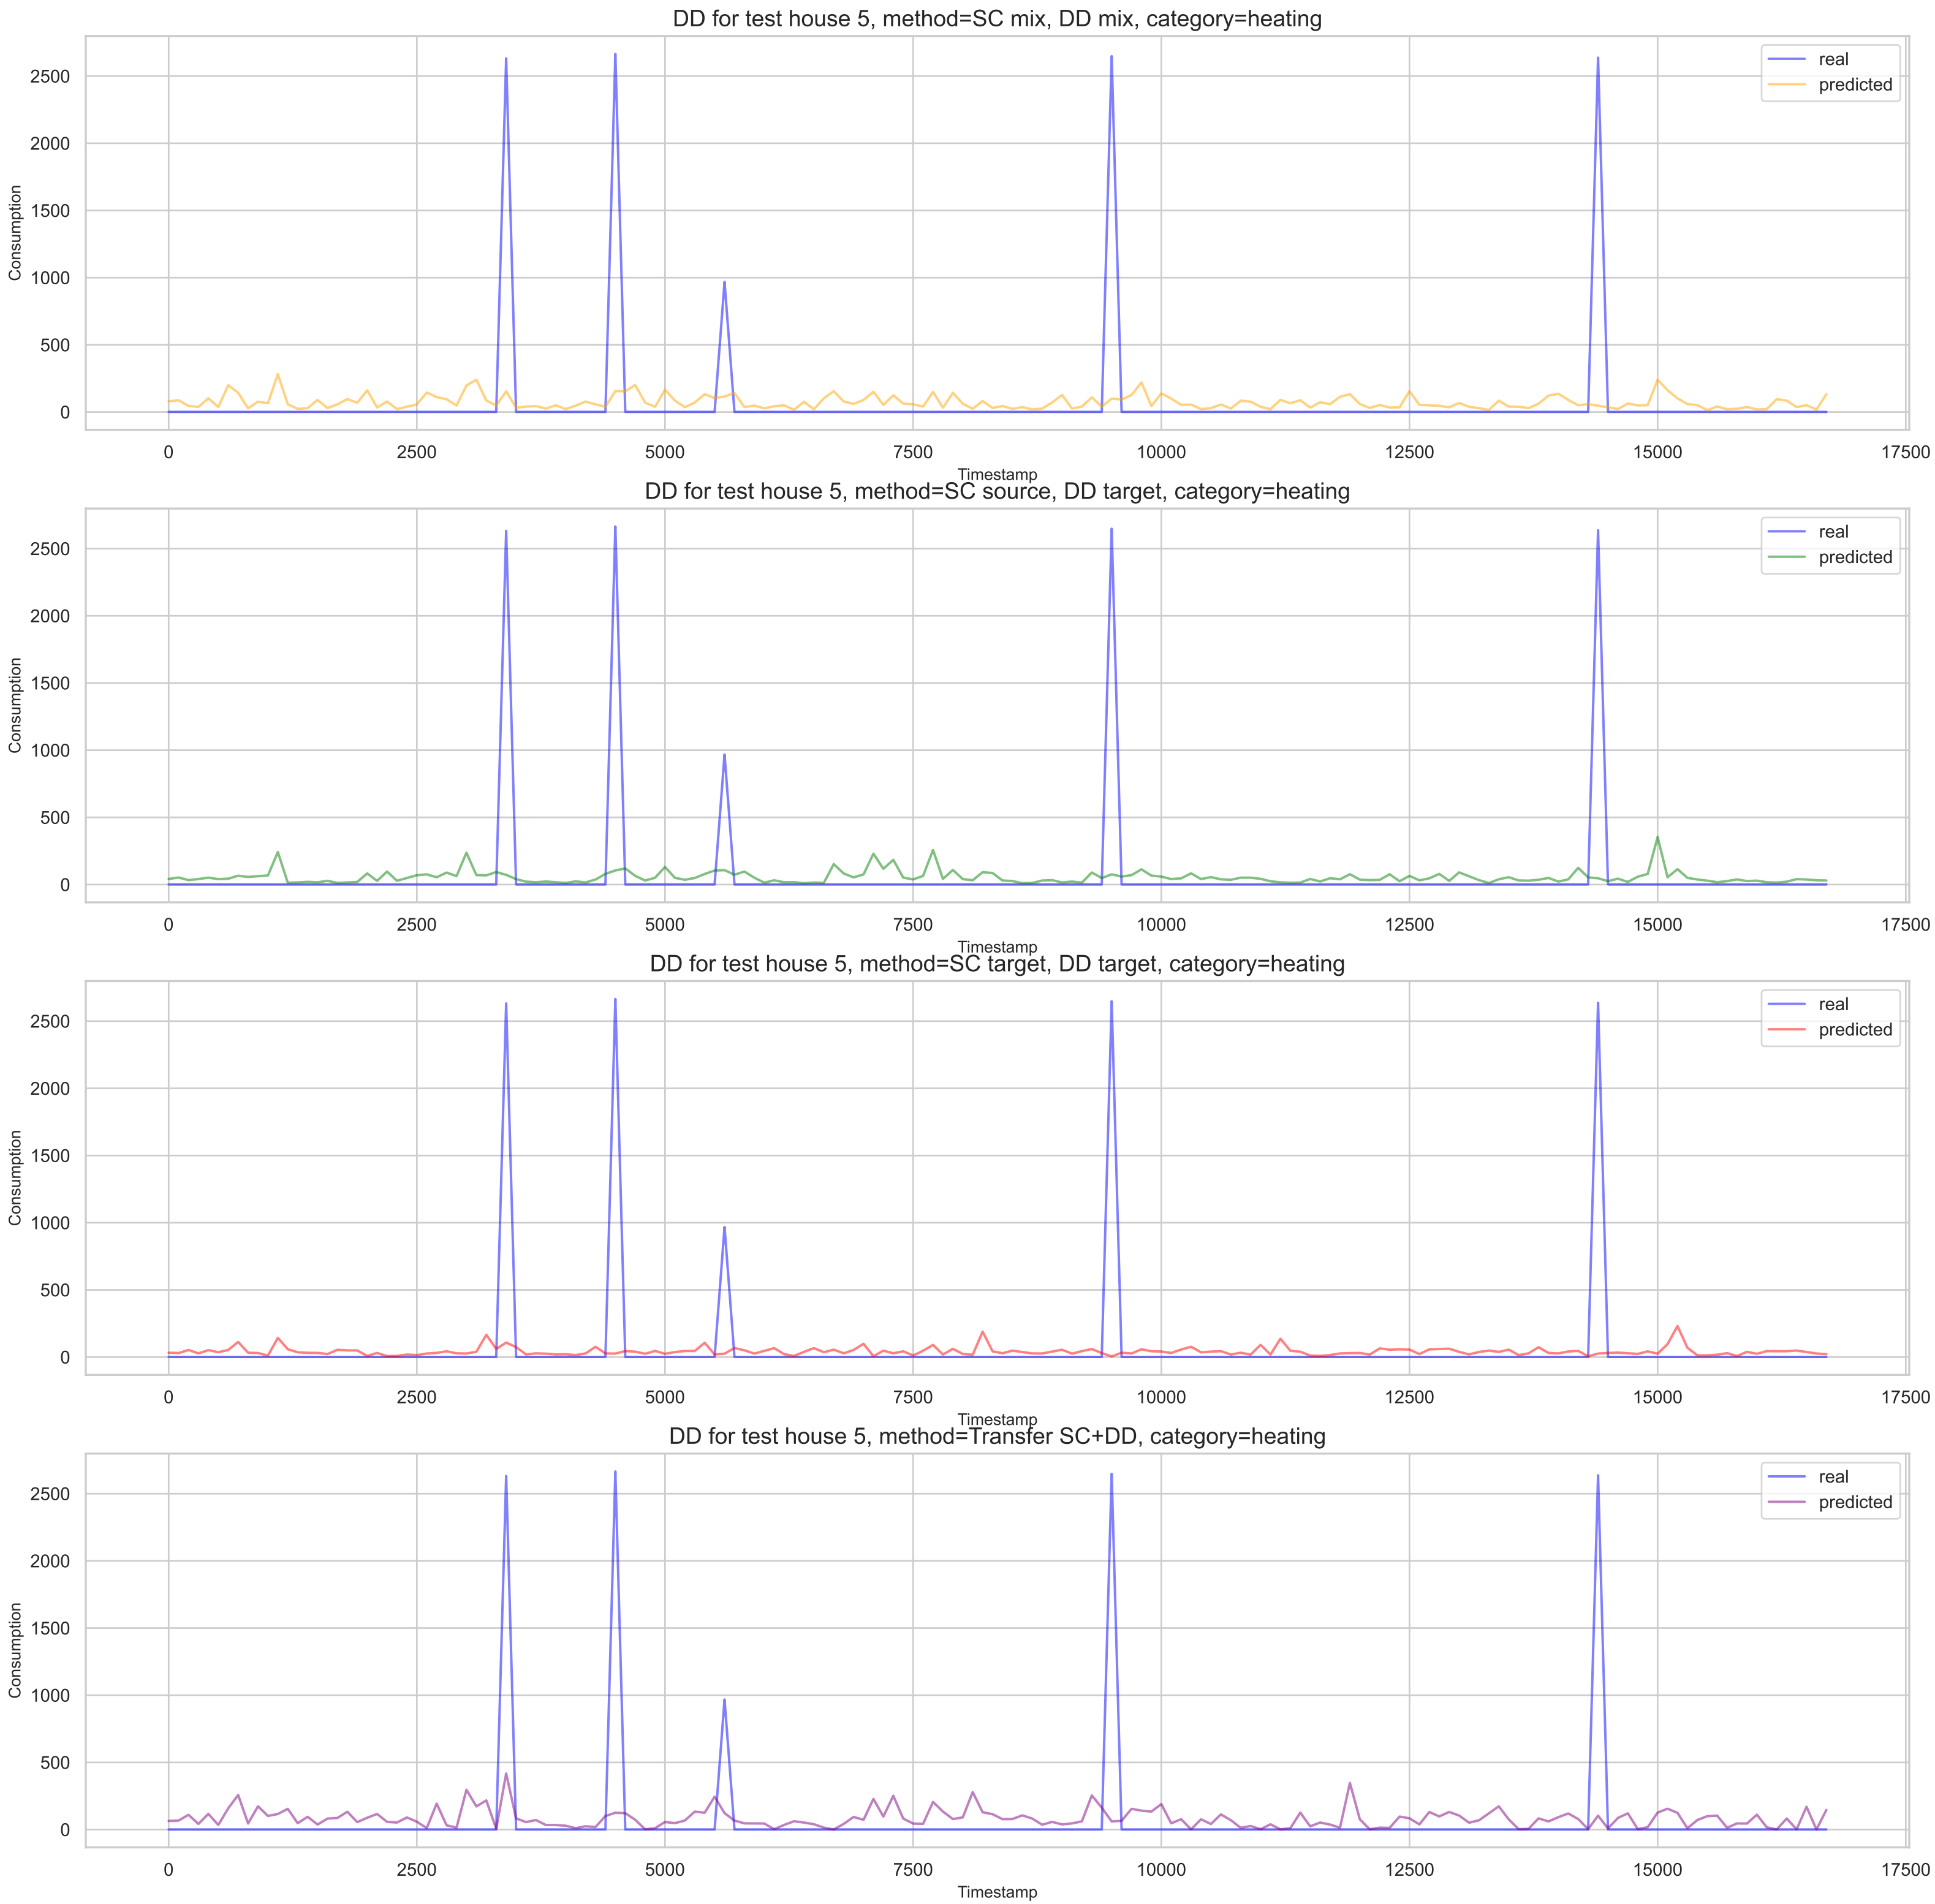 DD for test house 5, method=SC mix, DD mix, category=heating
real
predicted
Consumption
2500
2000
1500
1000
500
0
0 2500 5000 7500 10000 12500 15000 17500
Timestamp
DD for test house 5, method=SC source, DD target, category=heating
real
predicted
Consumption
2500
2000
1500
1000
500
0
0 2500 5000 7500 10000 12500 15000 17500
Timestamp
DD for test house 5, method=SC target, DD target, category=heating
real
predicted
Consumption
2500
2000
1500
1000
500
0
0 2500 5000 7500 10000 12500 15000 17500
Timestamp
DD for test house 5, method=Transfer SC+DD, category=heating
real
predicted
Consumption
2500
2000
1500
1000
500
0
0 2500 5000 7500 10000 12500 15000 17500
Timestamp